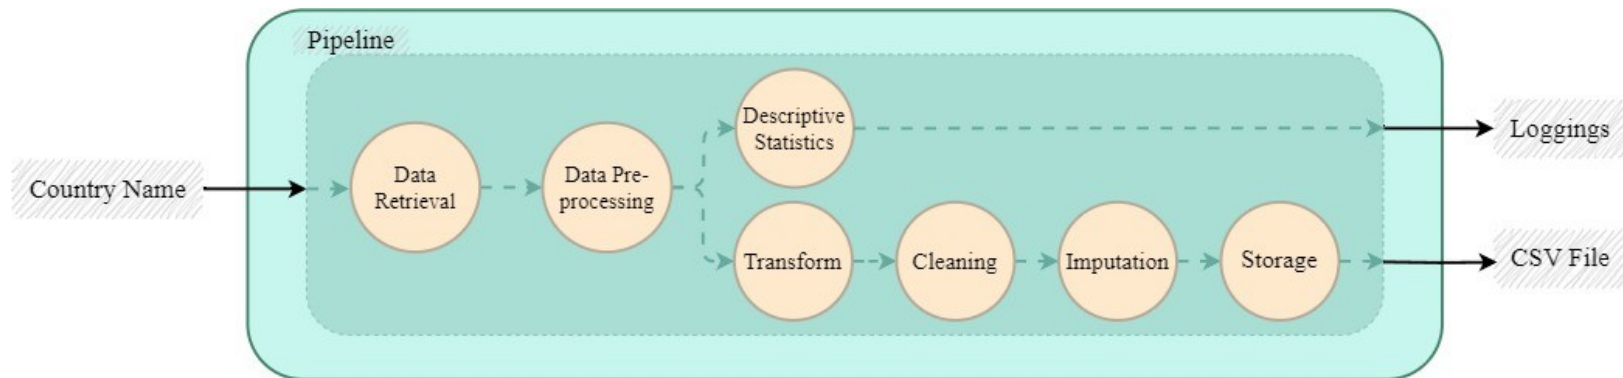 Pipeline
Country Name
Data
Retrieval
Data Pre-
processing
Descriptive
Statistics
Transform
Cleaning
Imputation
Storage
Loggings
CSV File